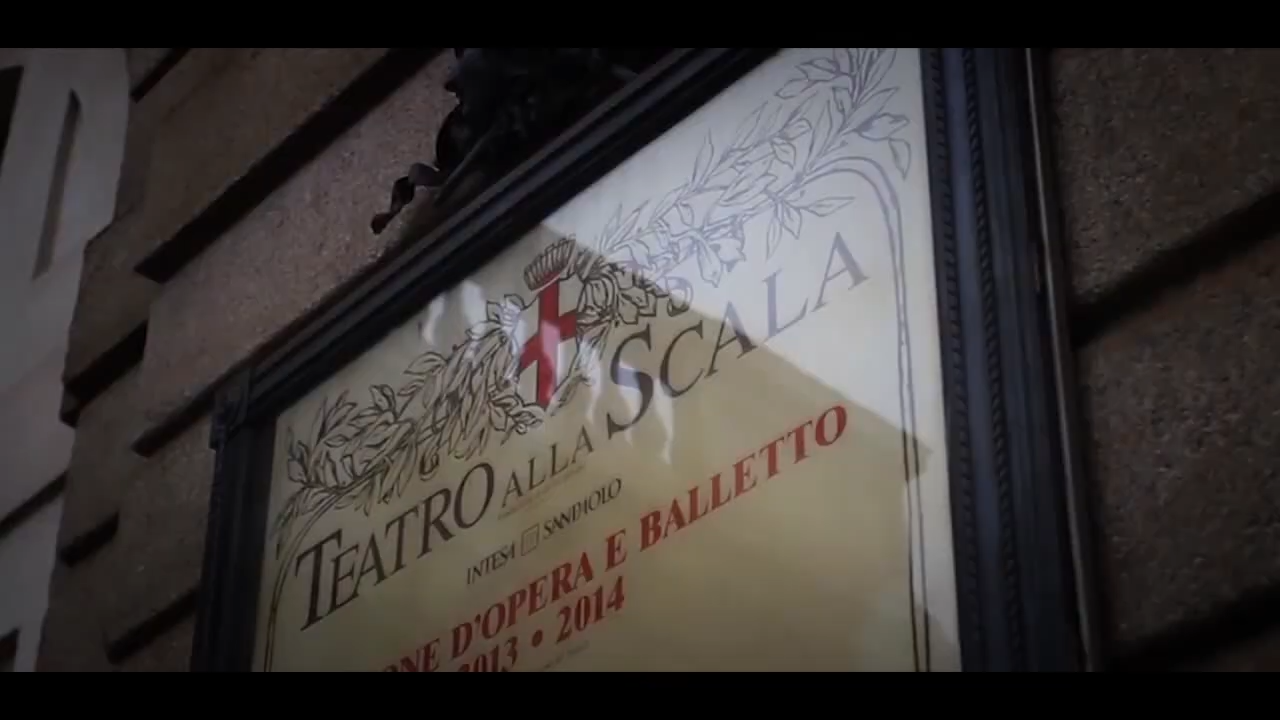 TEATRO ALLA SCALA
INTESA SANPAOLO
ONE D'OPERA E BALLETTO
2013 • 2014